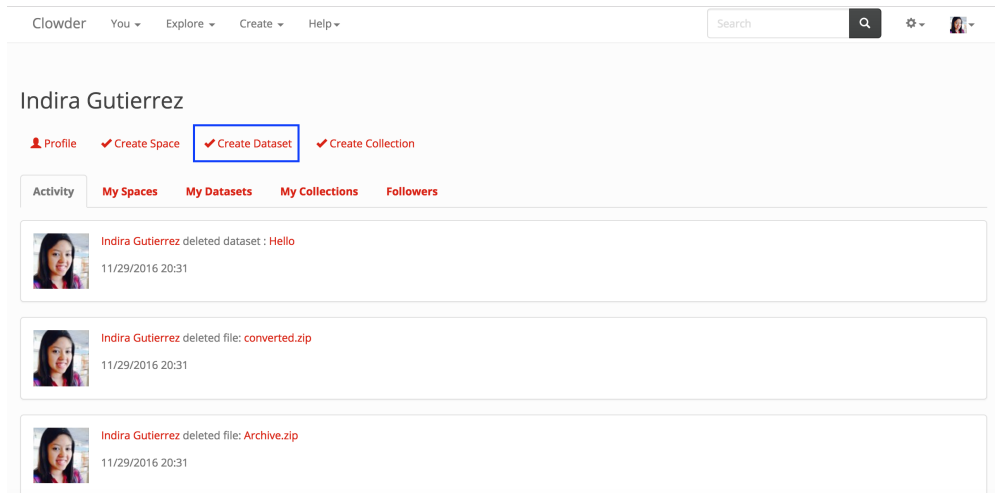 Clowder You Explore Create Help Search
Indira Gutierrez
Profile Create Space Create Dataset Create Collection
Activity My Spaces My Datasets My Collections Followers
Indira Gutierrez deleted dataset : Hello
11/29/2016 20:31
Indira Gutierrez deleted file: converted.zip
11/29/2016 20:31
Indira Gutierrez deleted file: Archive.zip
11/29/2016 20:31